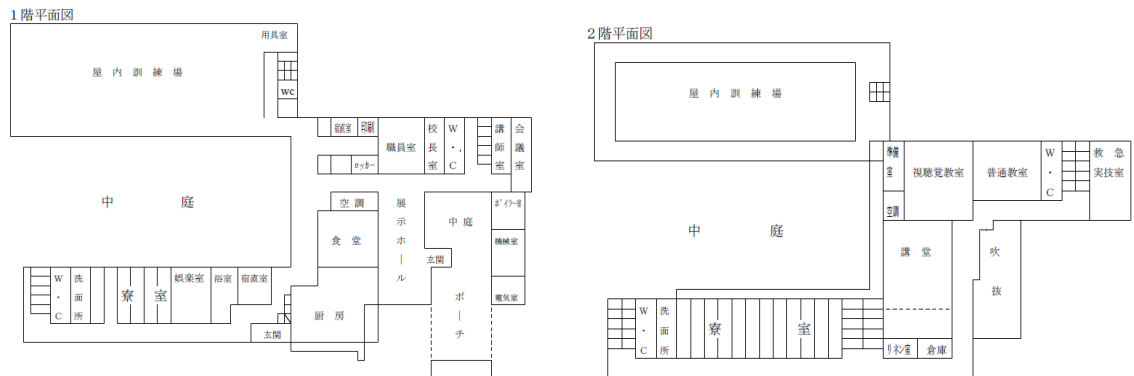 1階平面図
用具室
屋内訓練場
WC
宿直室
印刷
職員室
校長室
W・C
講師室
会議室
ロッカー
中庭
空調
食堂
展示ホール
中庭
ボイラー室
機械室
玄関
電気室
W・C
洗面所
寮室
娯楽室
浴室
宿直室
厨房
玄関
ポーチ
2階平面図
屋内訓練場
準備室
視聴覚教室
普通教室
W・C
救急実技室
空調
中庭
講堂
吹抜
W・C
洗面所
寮室
リネン室
倉庫